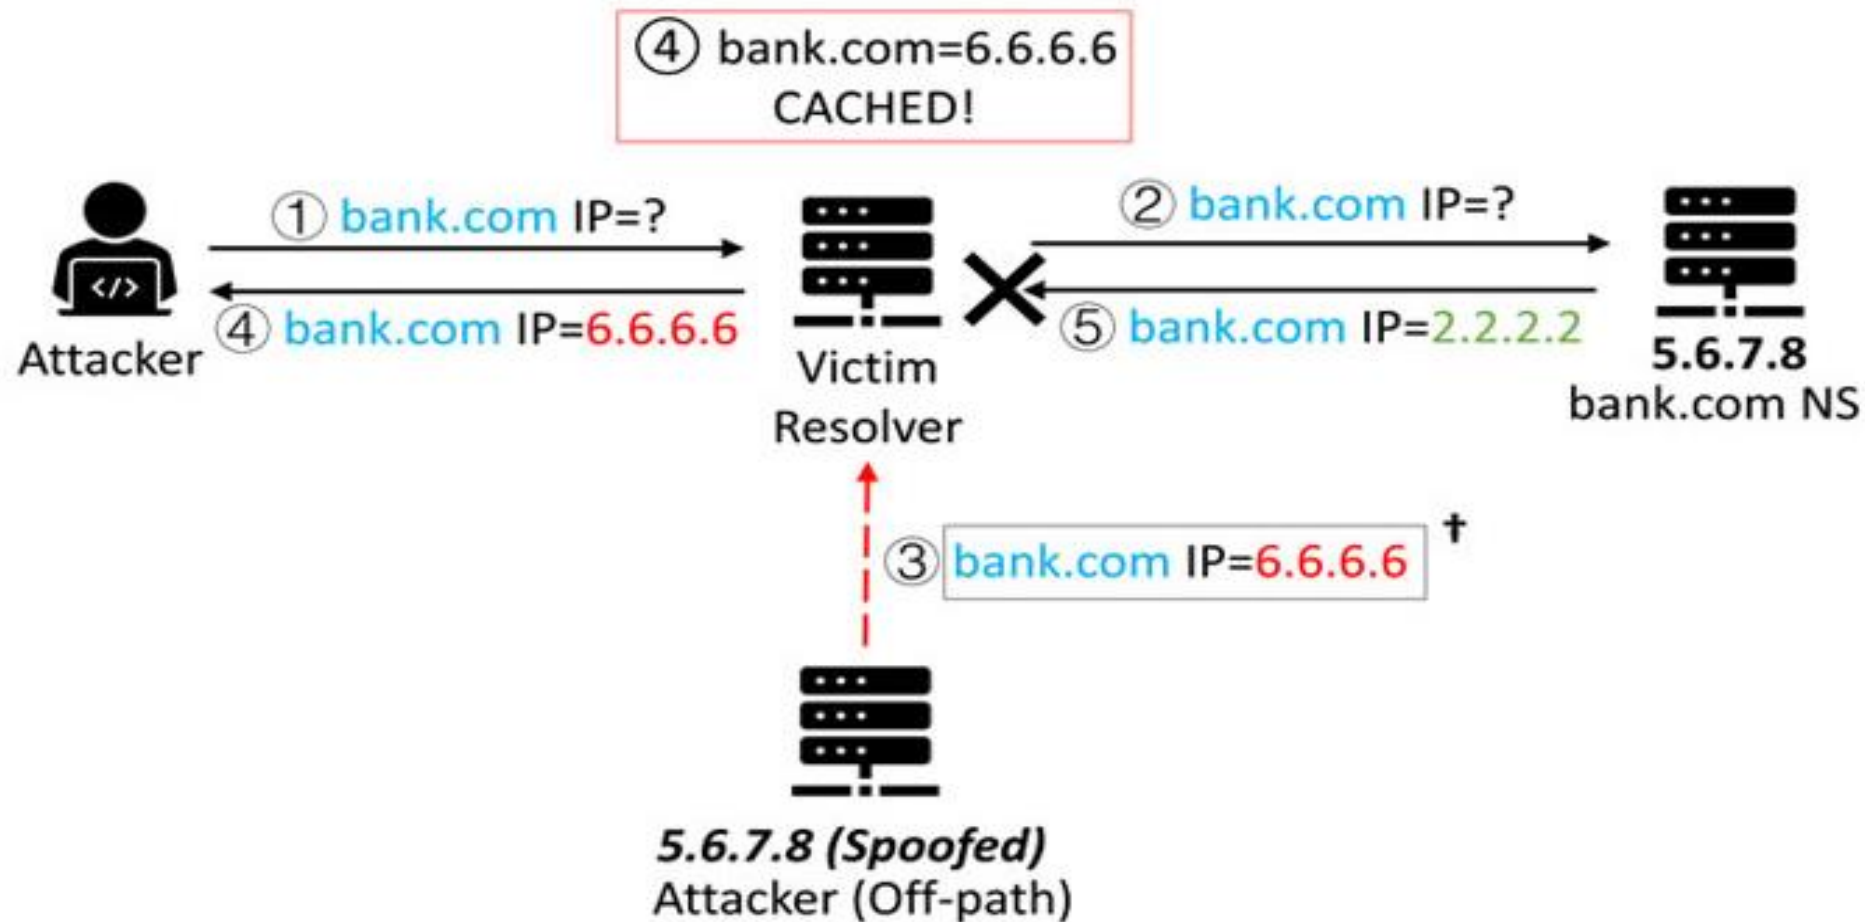 ④ bank.com=6.6.6.6
CACHED!
① bank.com IP=?
② bank.com IP=?
④ bank.com IP=6.6.6.6
⑤ bank.com IP=2.2.2.2
</>
Attacker
Victim
Resolver
5.6.7.8
bank.com NS
③ bank.com IP=6.6.6.6 †
5.6.7.8 (Spoofed)
Attacker (Off-path)